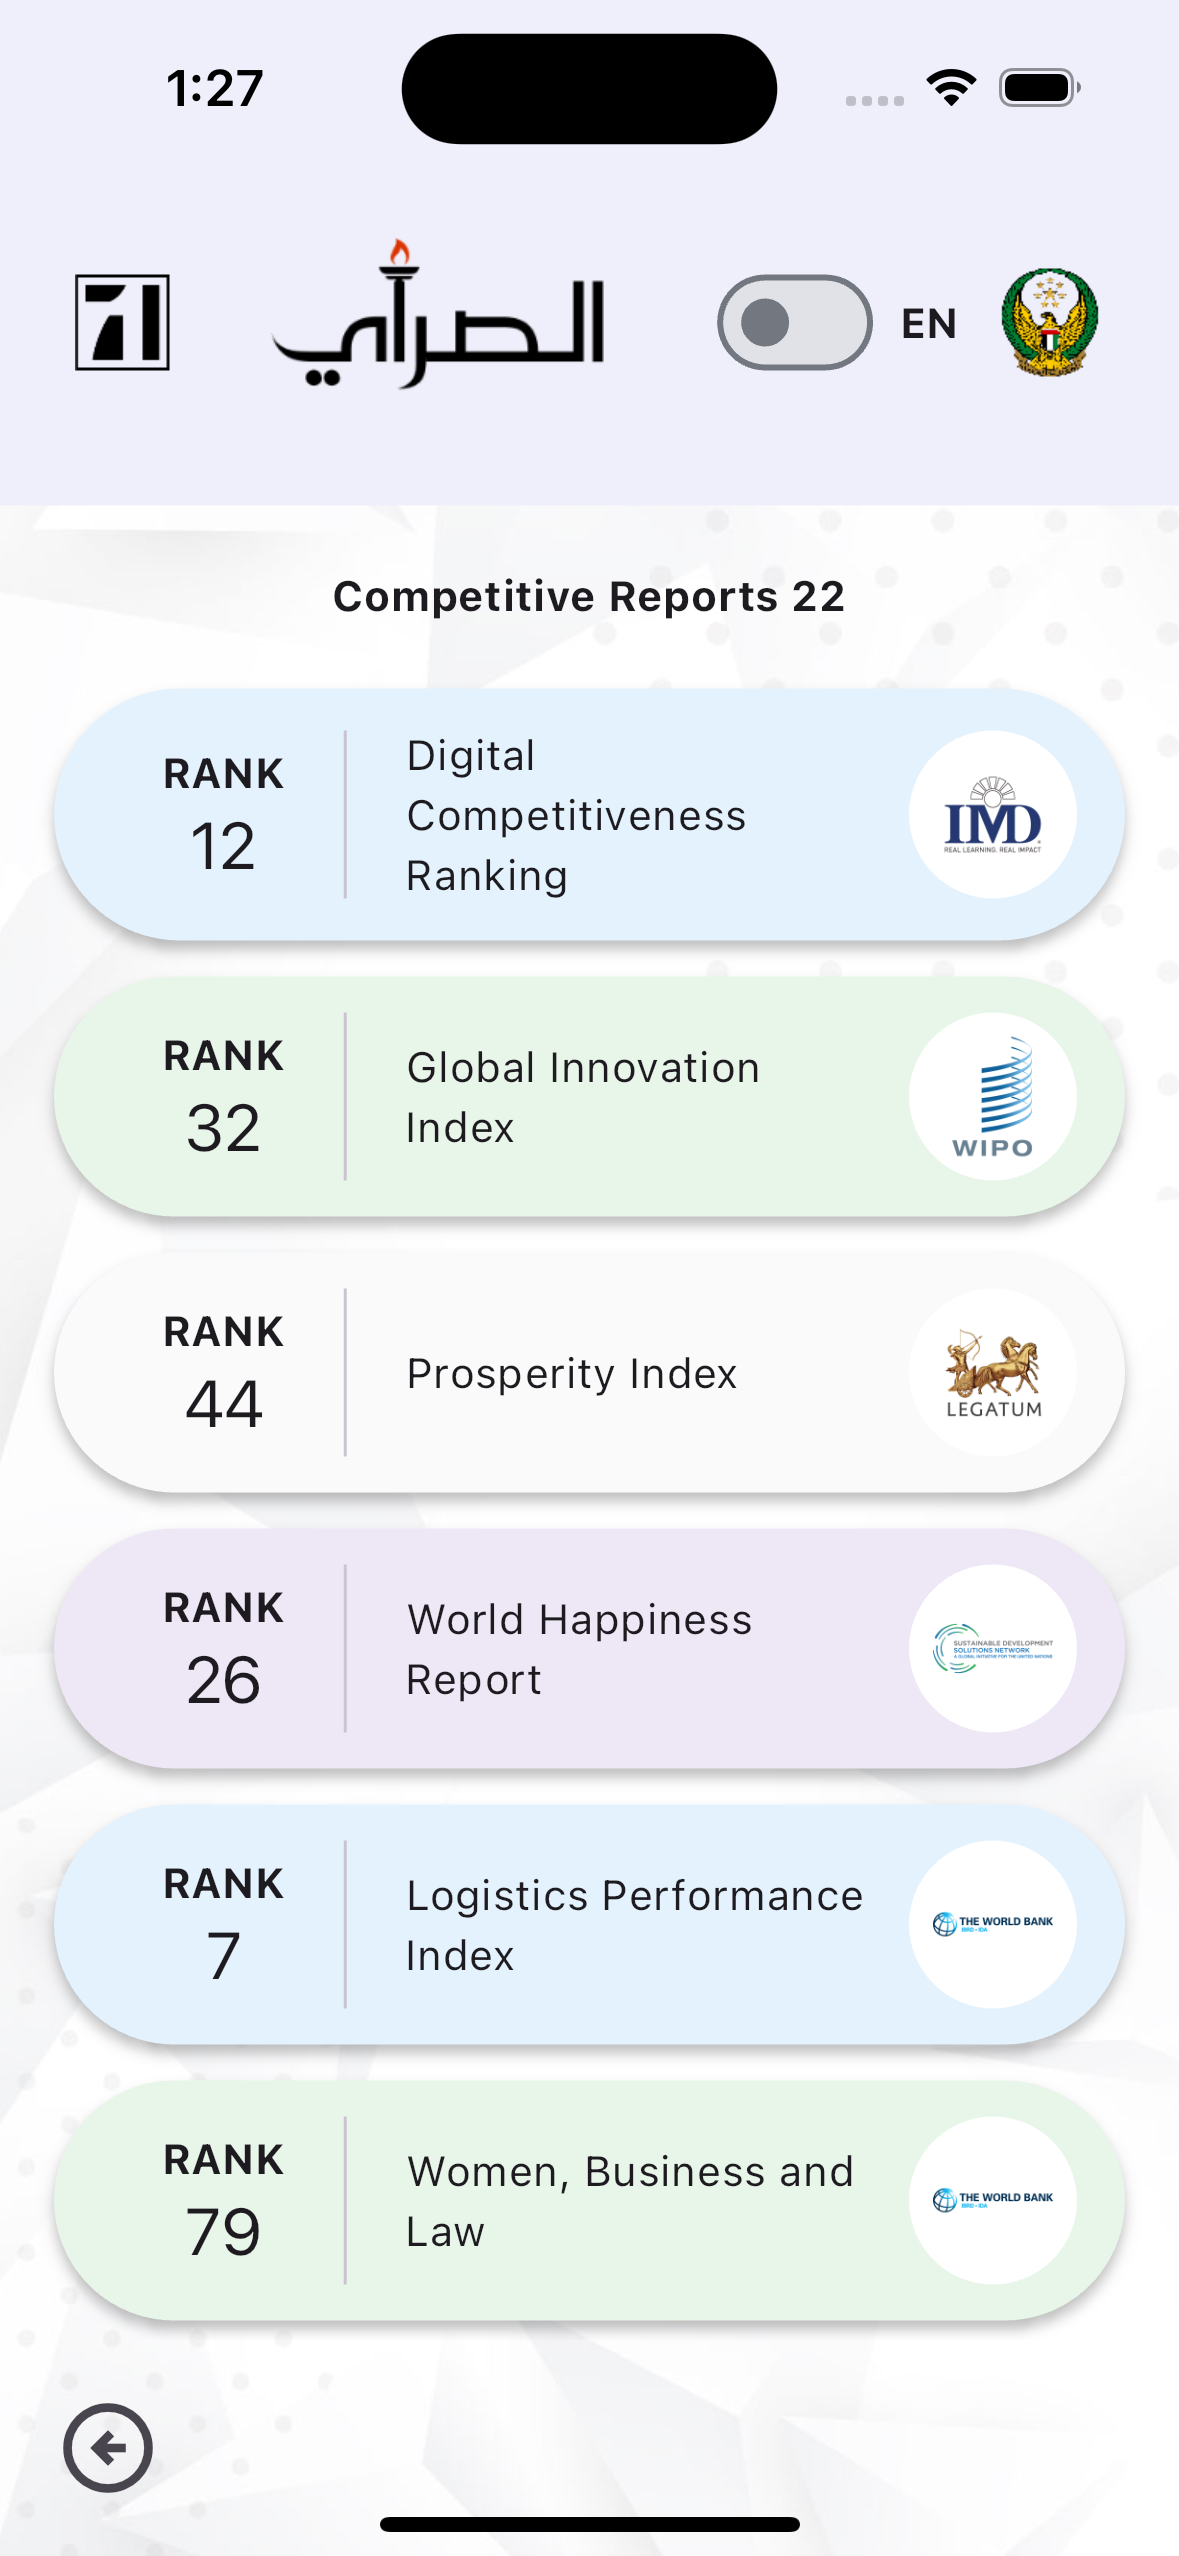 1:27
الصرأي
EN
Competitive Reports 22
RANK
12
Digital
Competitiveness
Ranking
IMD
REAL LEARNING. REAL IMPACT
RANK
32
Global Innovation
Index
WIPO
RANK
44
Prosperity Index
LEGATUM
RANK
26
World Happiness
Report
SUSTAINABLE DEVELOPMENT
SOLUTIONS NETWORK
A GLOBAL INITIATIVE FOR THE UNITED NATIONS
RANK
7
Logistics Performance
Index
THE WORLD BANK
IBRD • IDA
RANK
79
Women, Business and
Law
THE WORLD BANK
IBRD • IDA